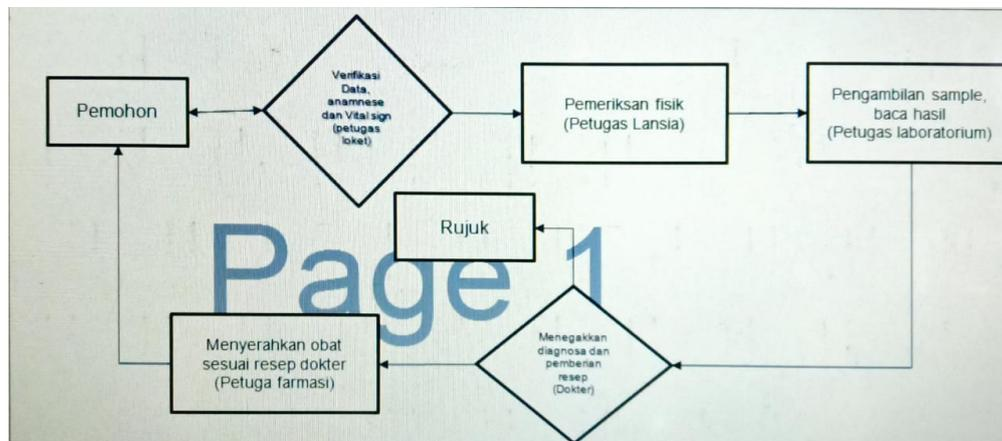 Pemohon
Verifikasi
Data,
anamnese
dan Vital sign
(petugas
loket)
Pemeriksan fisik
(Petugas Lansia)
Pengambilan sample,
baca hasil
(Petugas laboratorium)
Rujuk
Page 1
Menyerahkan obat
sesuai resep dokter
(Petuga farmasi)
Menegakkan
diagnosa dan
pemberian
resep
(Dokter)